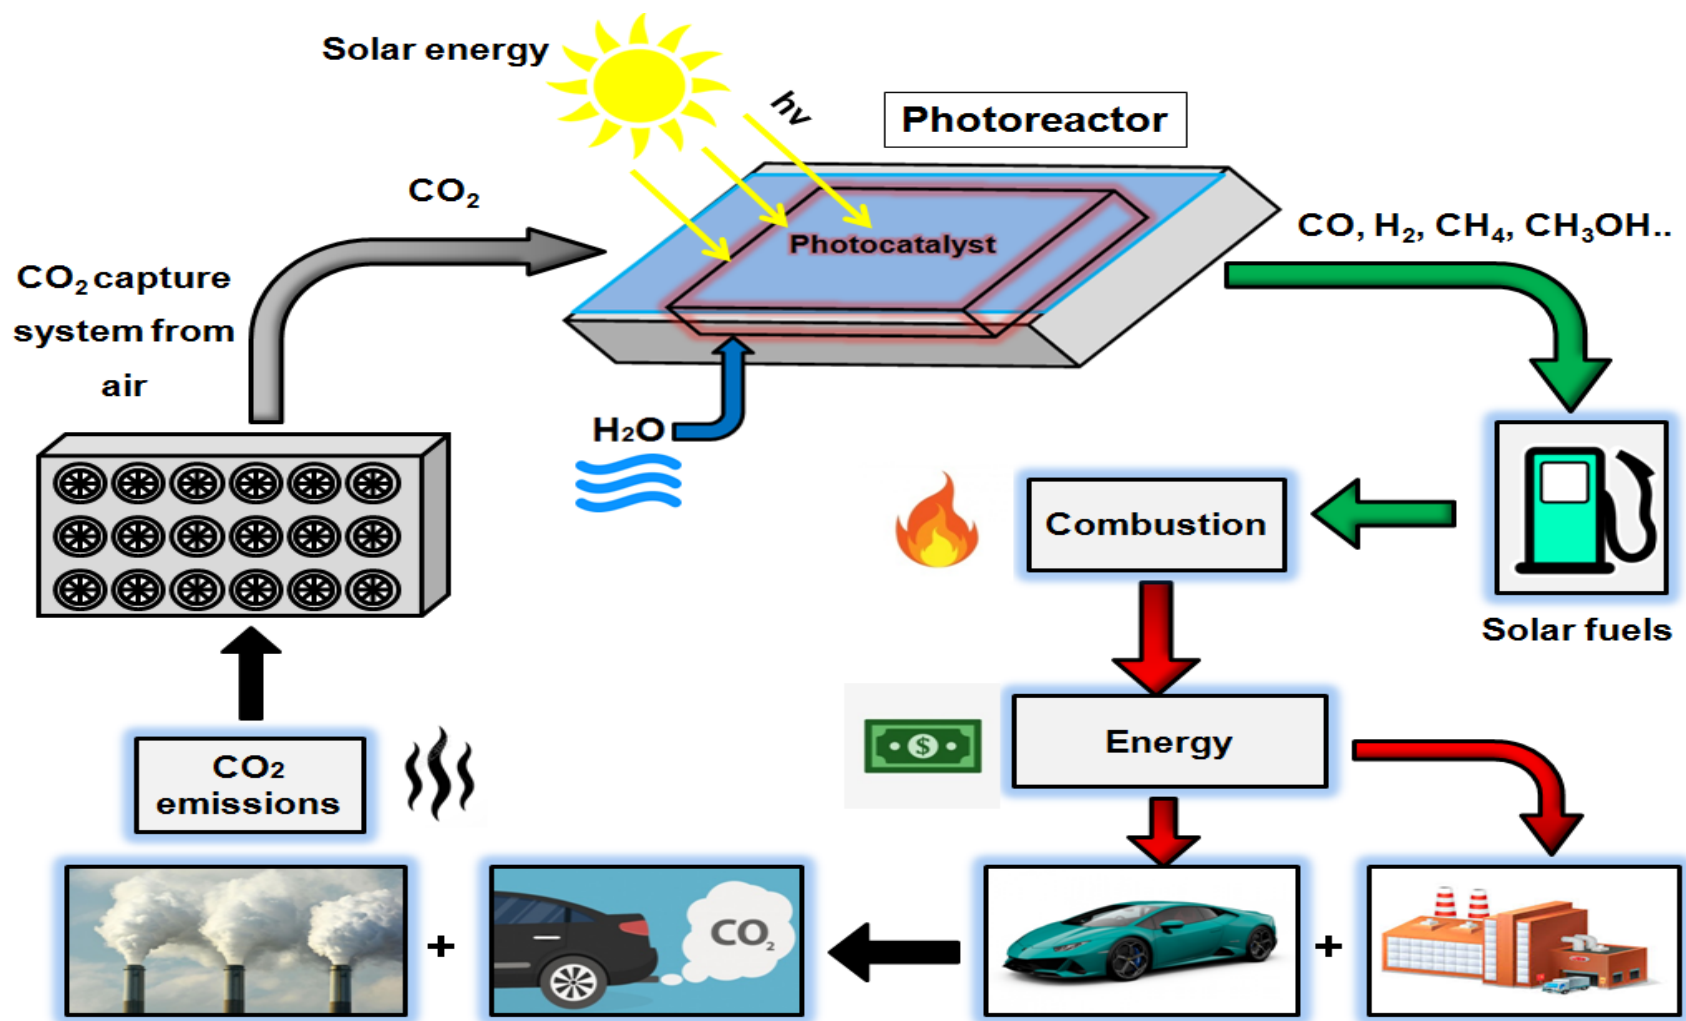 Solar energy
hv
Photoreactor
CO₂
Photocatalyst
CO, H₂, CH₄, CH₃OH..
CO₂ capture
system from
air
H₂O
Combustion
Solar fuels
Energy
$
CO₂
emissions
CO₂
+
+